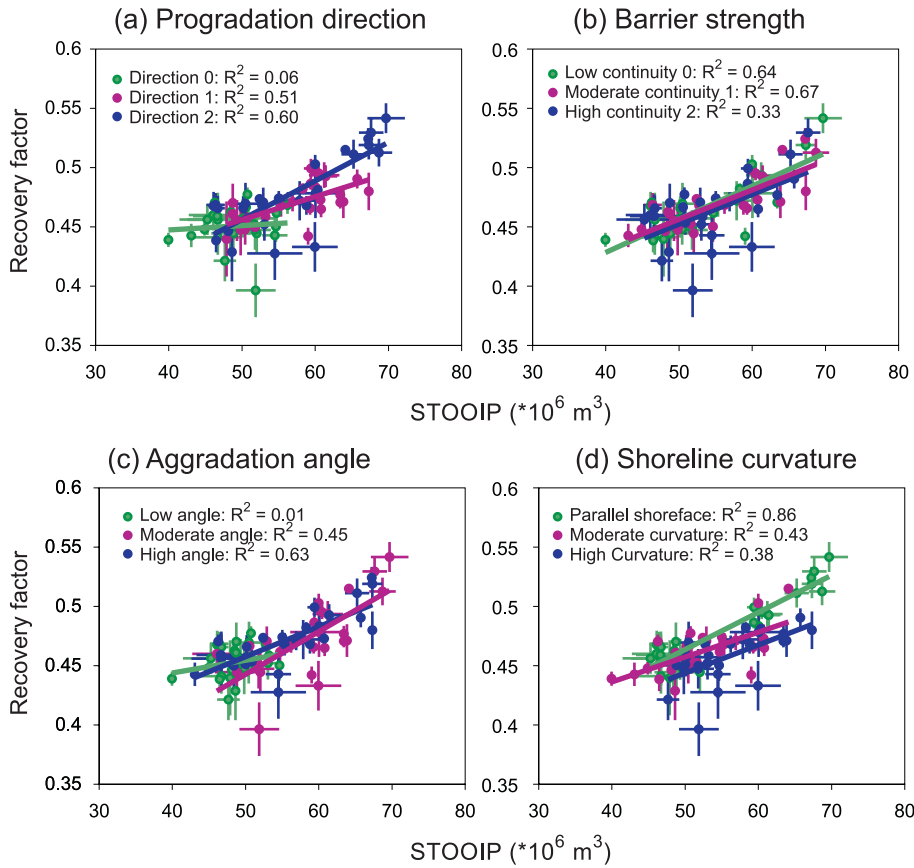 (a) Progradation direction
(b) Barrier strength
0.6
0.55
0.5
0.45
0.4
0.35
Recovery factor
Direction 0: R² = 0.06
Direction 1: R² = 0.51
Direction 2: R² = 0.60
30 40 50 60 70 80
0.6
0.55
0.5
0.45
0.4
0.35
Low continuity 0: R² = 0.64
Moderate continuity 1: R² = 0.67
High continuity 2: R² = 0.33
30 40 50 60 70 80
STOOIP (*10⁶ m³)
(c) Aggradation angle
(d) Shoreline curvature
0.6
0.55
0.5
0.45
0.4
0.35
Recovery factor
Low angle: R² = 0.01
Moderate angle: R² = 0.45
High angle: R² = 0.63
30 40 50 60 70 80
0.6
0.55
0.5
0.45
0.4
0.35
Parallel shoreface: R² = 0.86
Moderate curvature: R² = 0.43
High Curvature: R² = 0.38
30 40 50 60 70 80
STOOIP (*10⁶ m³)